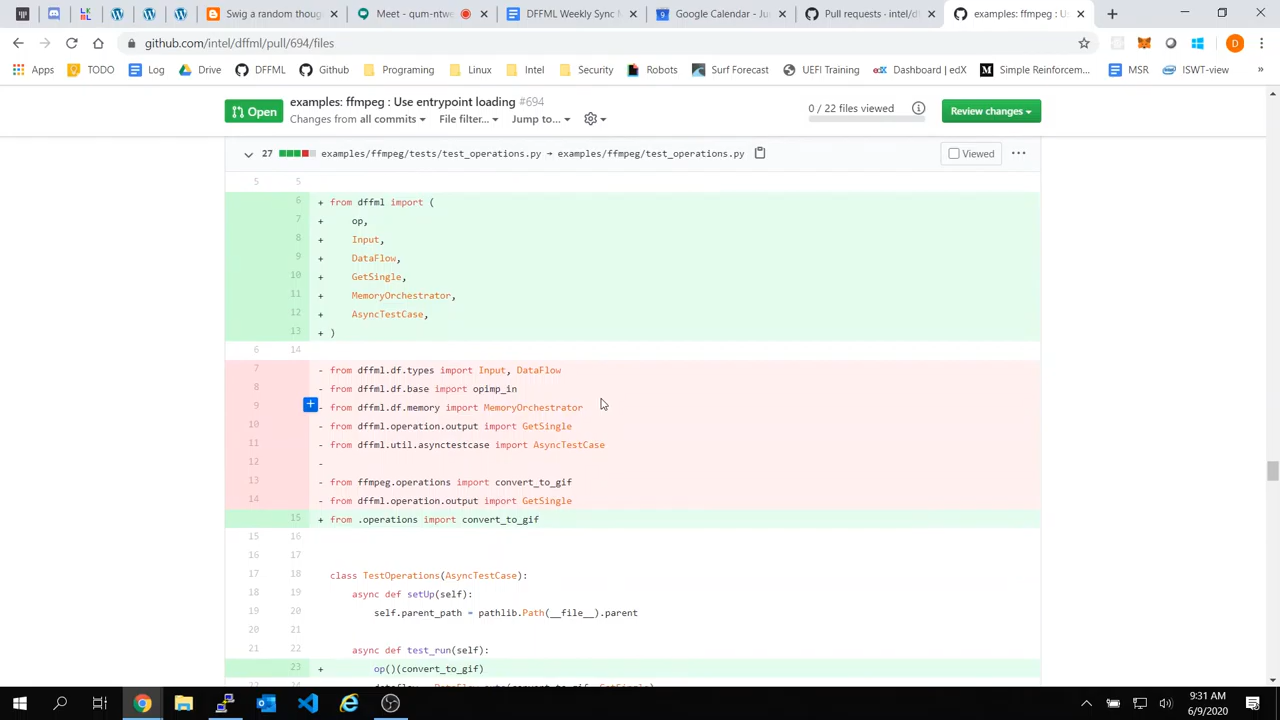 Swig a random thoug
Meet - qum-ntwe
DFFML Weekly Sync M
Google Calendar - Ju
Pull requests · intel/d
examples: ffmpeg : Us
github.com/intel/dffml/pull/694/files
D
Apps
TODO
Log
Drive
DFFML
Github
Programing
Linux
Intel
Security
Robots
Surf Forecast
UEFI Training
Dashboard | edX
Simple Reinforcem...
MSR
ISWT-view
»
Open
examples: ffmpeg : Use entrypoint loading #694
Changes from all commits
File filter...
Jump to...
0 / 22 files viewed
Review changes
27 examples/ffmpeg/tests/test_operations.py → examples/ffmpeg/test_operations.py
Viewed
5 5
6 + from dffml import (
7 + op,
8 + Input,
9 + DataFlow,
10 + GetSingle,
11 + MemoryOrchestrator,
12 + AsyncTestCase,
13 + )
6 14
7 - from dffml.df.types import Input, DataFlow
8 - from dffml.df.base import opimp_in
9 - from dffml.df.memory import MemoryOrchestrator
10 - from dffml.operation.output import GetSingle
11 - from dffml.util.asynctestcase import AsyncTestCase
12 -
13 - from ffmpeg.operations import convert_to_gif
14 - from dffml.operation.output import GetSingle
15 + from .operations import convert_to_gif
15 16
16 17
17 18 class TestOperations(AsyncTestCase):
18 19 async def setUp(self):
19 20 self.parent_path = pathlib.Path(__file__).parent
20 21
21 22 async def test_run(self):
23 + op()(convert_to_gif)
9:31 AM
6/9/2020